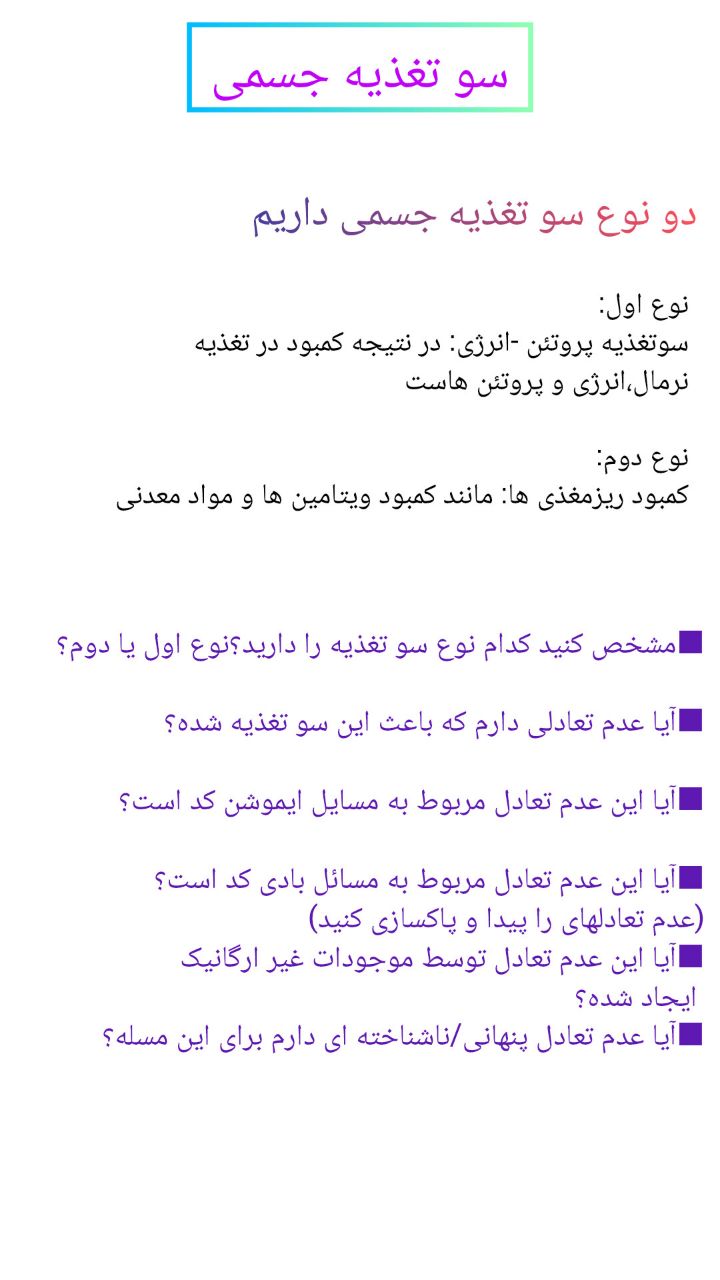 سو تغذیه جسمی
دو نوع سو تغذیه جسمی داریم
نوع اول:
سوتغذیه پروتئن -انرژی: در نتیجه کمبود در تغذیه
نرمال،انرژی و پروتئن هاست
نوع دوم:
کمبود ریزمغذی ها: مانند کمبود ویتامین ها و مواد معدنی
■مشخص کنید کدام نوع سو تغذیه را دارید؟نوع اول یا دوم؟
■آیا عدم تعادلی دارم که باعث این سو تغذیه شده؟
■آیا این عدم تعادل مربوط به مسایل ایموشن کد است؟
■آیا این عدم تعادل مربوط به مسائل بادی کد است؟
(عدم تعادلهای را پیدا و پاکسازی کنید)
■آیا این عدم تعادل توسط موجودات غیر ارگانیک
ایجاد شده؟
■آیا عدم تعادل پنهانی/ناشناخته ای دارم برای این مسله؟